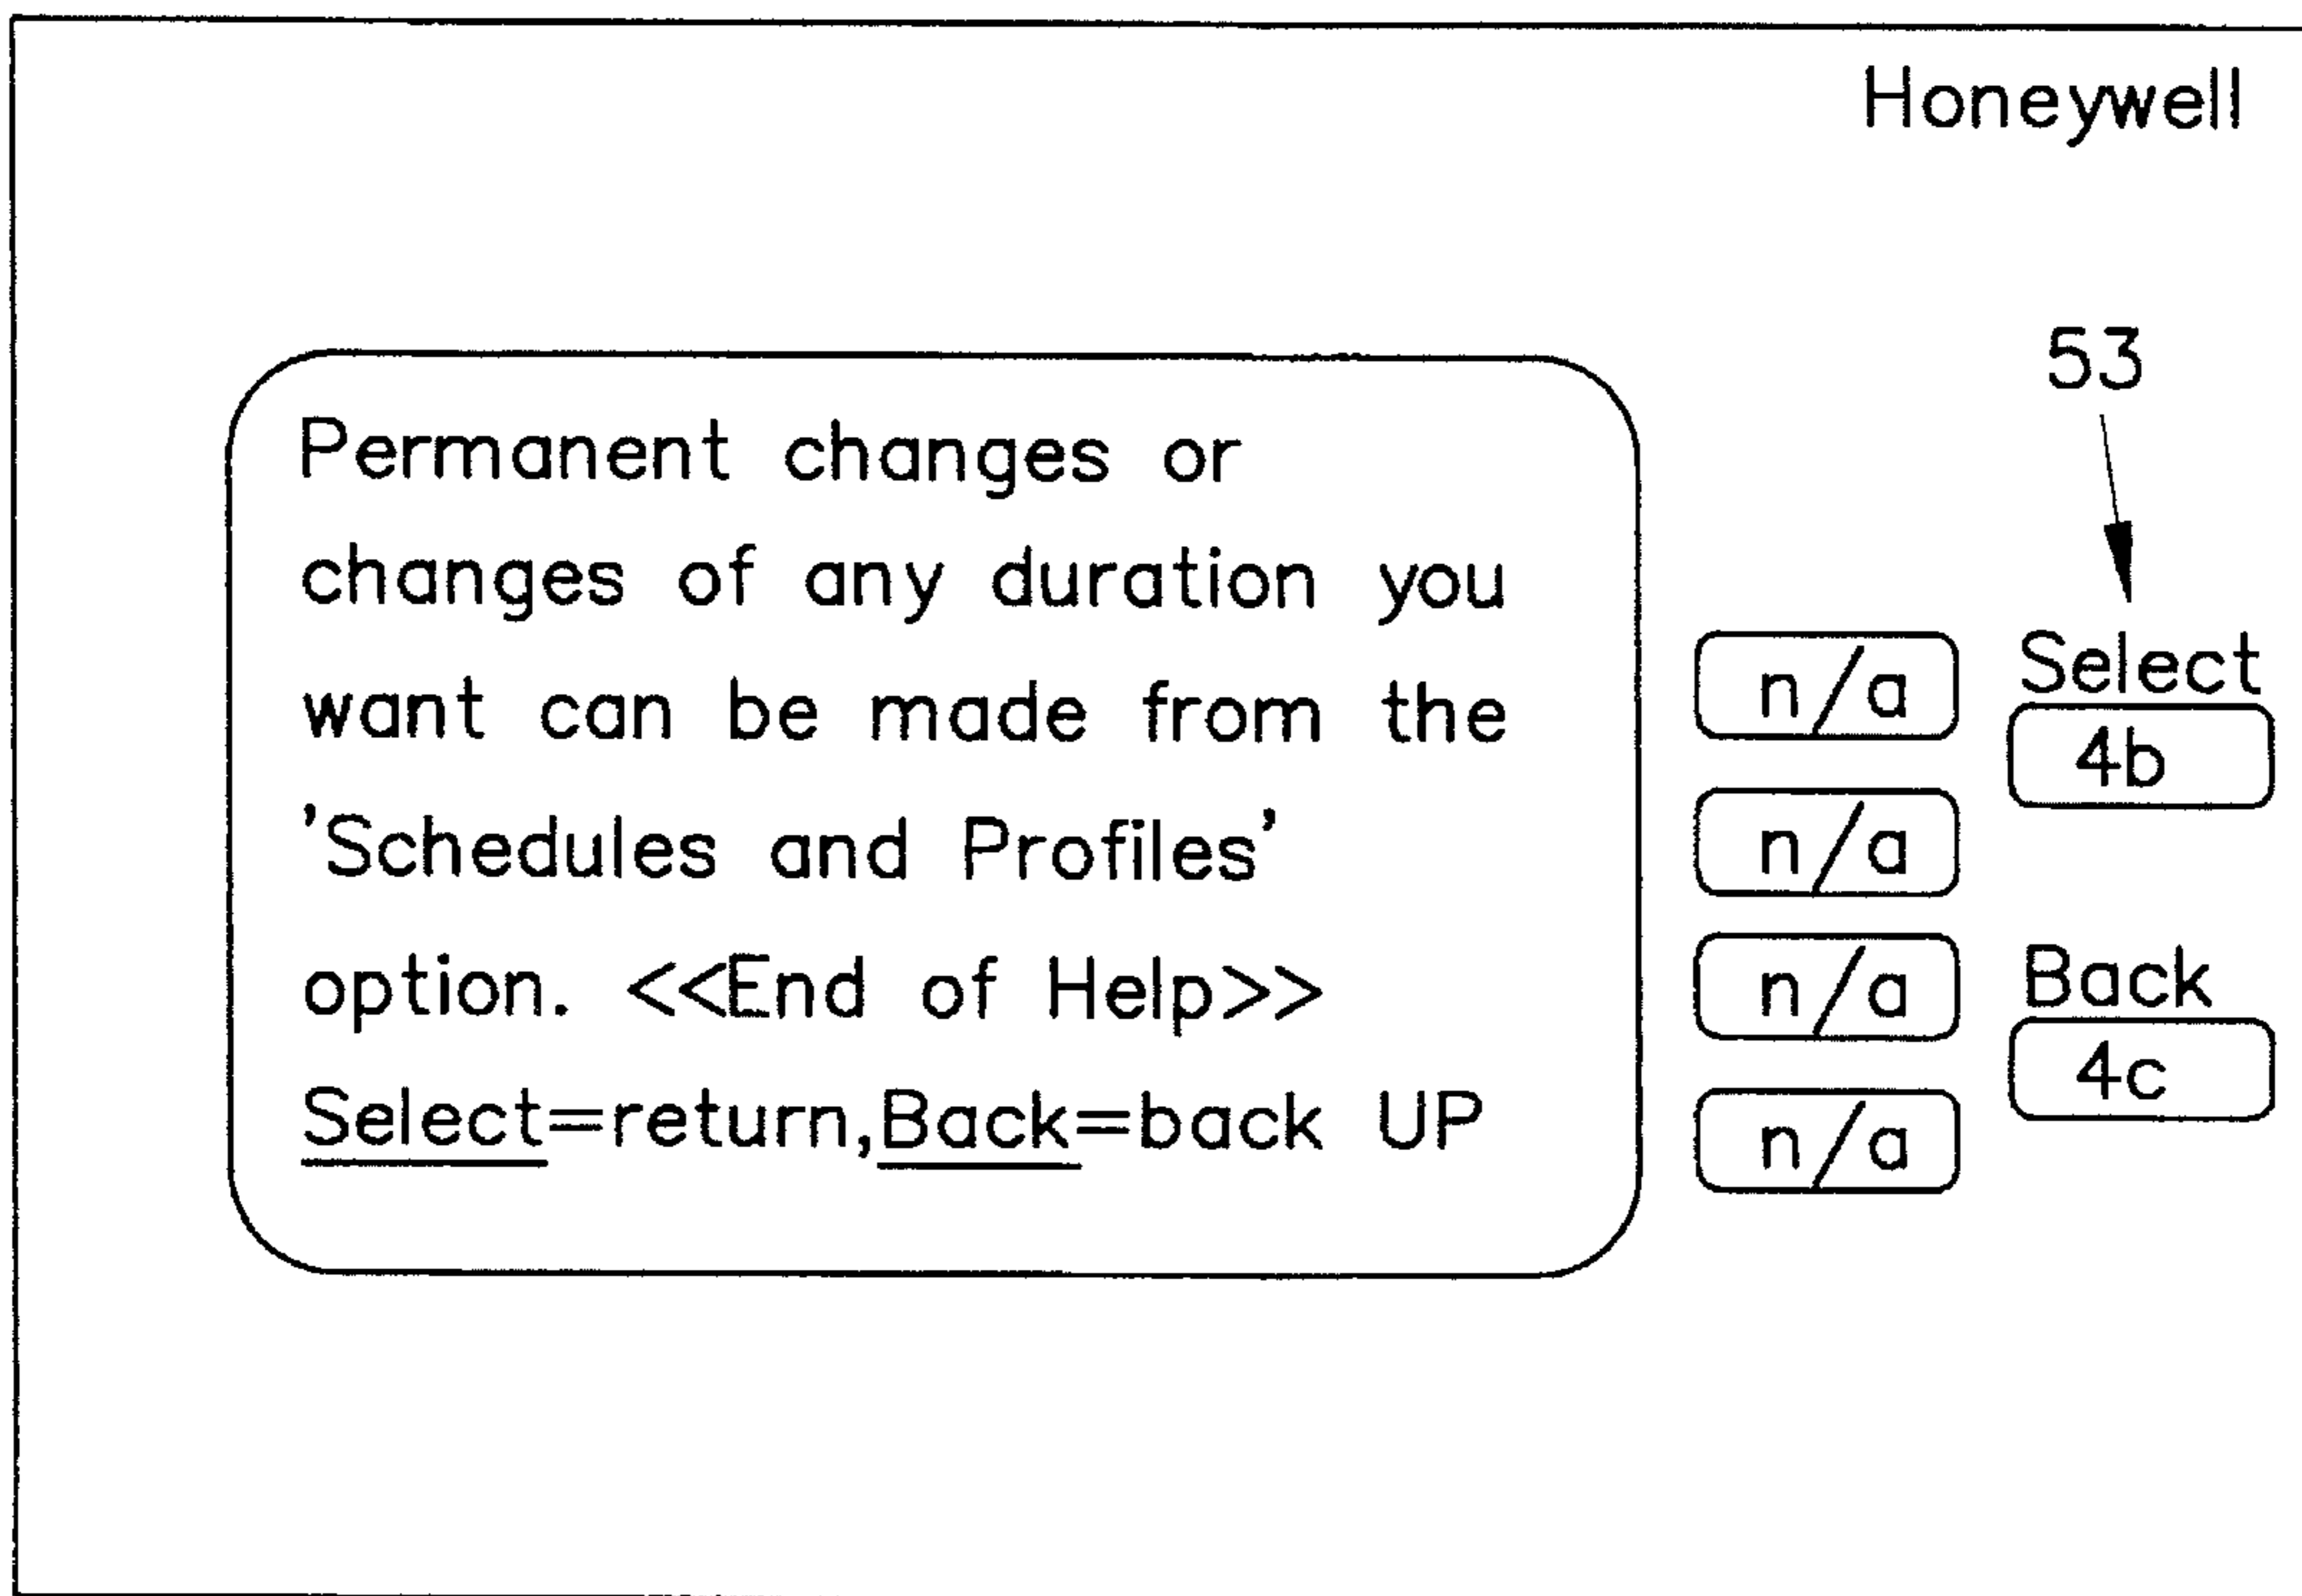 Honeywell
53
Permanent changes or
changes of any duration you
want can be made from the
'Schedules and Profiles'
option. <<End of Help>>
Select=return,Back=back UP
n/a
n/a
n/a
n/a
Select
4b
Back
4c